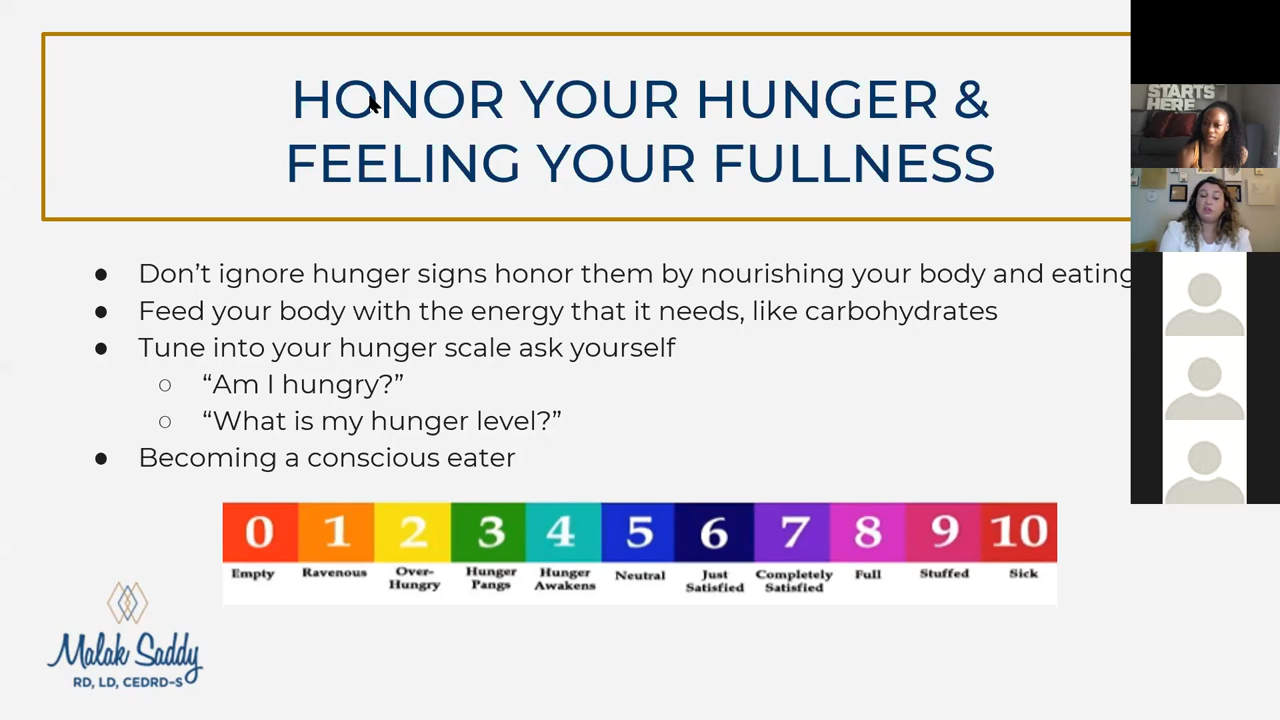 HONOR YOUR HUNGER &
FEELING YOUR FULLNESS
STARTS
HERE
● Don’t ignore hunger signs honor them by nourishing your body and eating
● Feed your body with the energy that it needs, like carbohydrates
● Tune into your hunger scale ask yourself
○ “Am I hungry?”
○ “What is my hunger level?”
● Becoming a conscious eater
0 1 2 3 4 5 6 7 8 9 10
Empty Ravenous Over-Hungry Hunger Pangs Hunger Awakens Neutral Just Satisfied Completely Satisfied Full Stuffed Sick
Malak Saddy
RD, LD, CEDRD-S